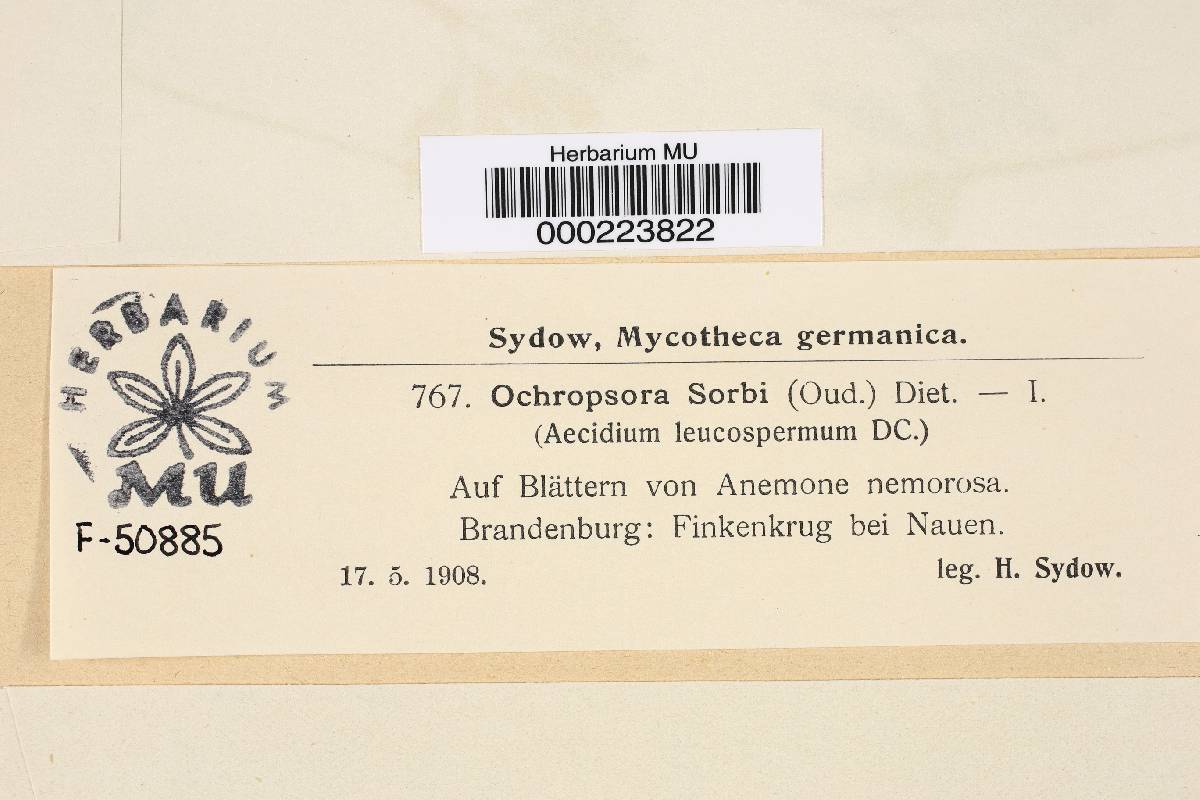 Herbarium MU
000223822
HERBARIUM
MU
F-50885
Sydow, Mycotheca germanica.
767. Ochropsora Sorbi (Oud.) Diet. — I.
(Aecidium leucospermum DC.)
Auf Blättern von Anemone nemorosa.
Brandenburg: Finkenkrug bei Nauen.
17. 5. 1908.
leg. H. Sydow.